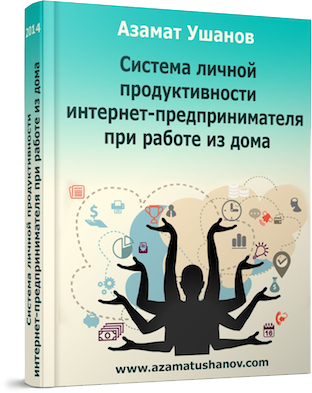 Азамат Ушанов
Система личной
продуктивности
интернет-предпринимателя
при работе из дома
www.azamatushanov.com
2014
Система личной продуктивности
интернет-предпринимателя при работе из дома
18